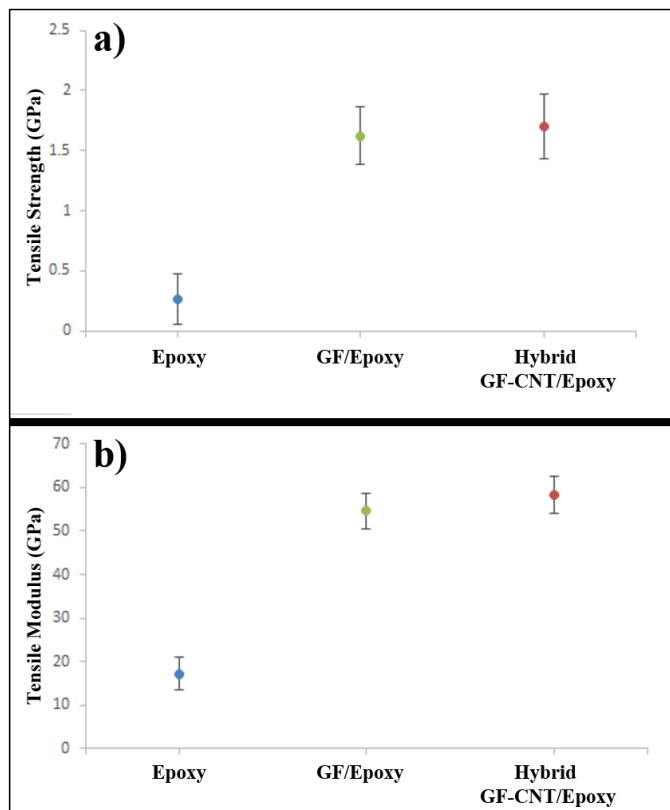 a)
Tensile Strength (GPa)
2.5
2
1.5
1
0.5
0
Epoxy
GF/Epoxy
Hybrid
GF-CNT/Epoxy
b)
Tensile Modulus (GPa)
70
60
50
40
30
20
10
0
Epoxy
GF/Epoxy
Hybrid
GF-CNT/Epoxy